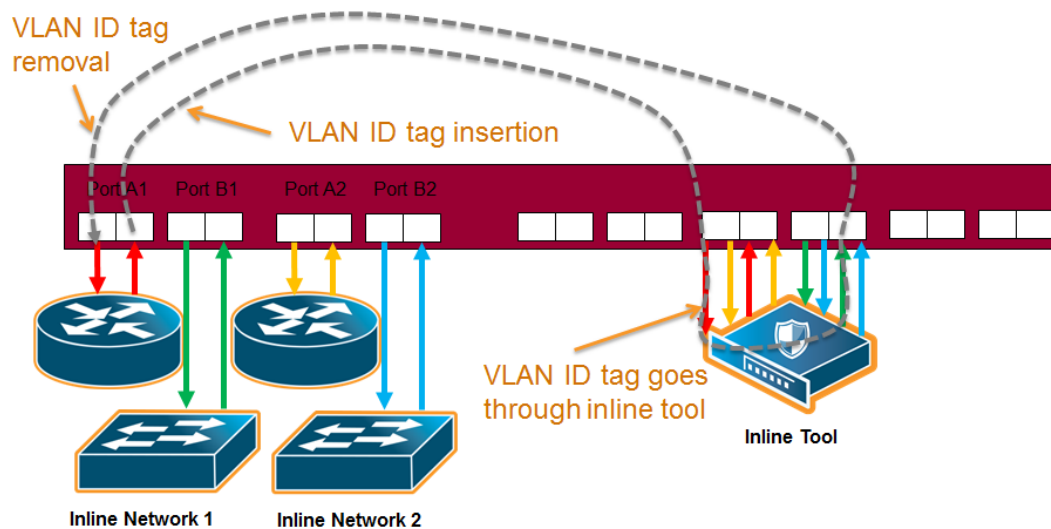 VLAN ID tag
removal
VLAN ID tag insertion
Port A1
Port B1
Port A2
Port B2
VLAN ID tag goes
through inline tool
Inline Tool
Inline Network 1
Inline Network 2